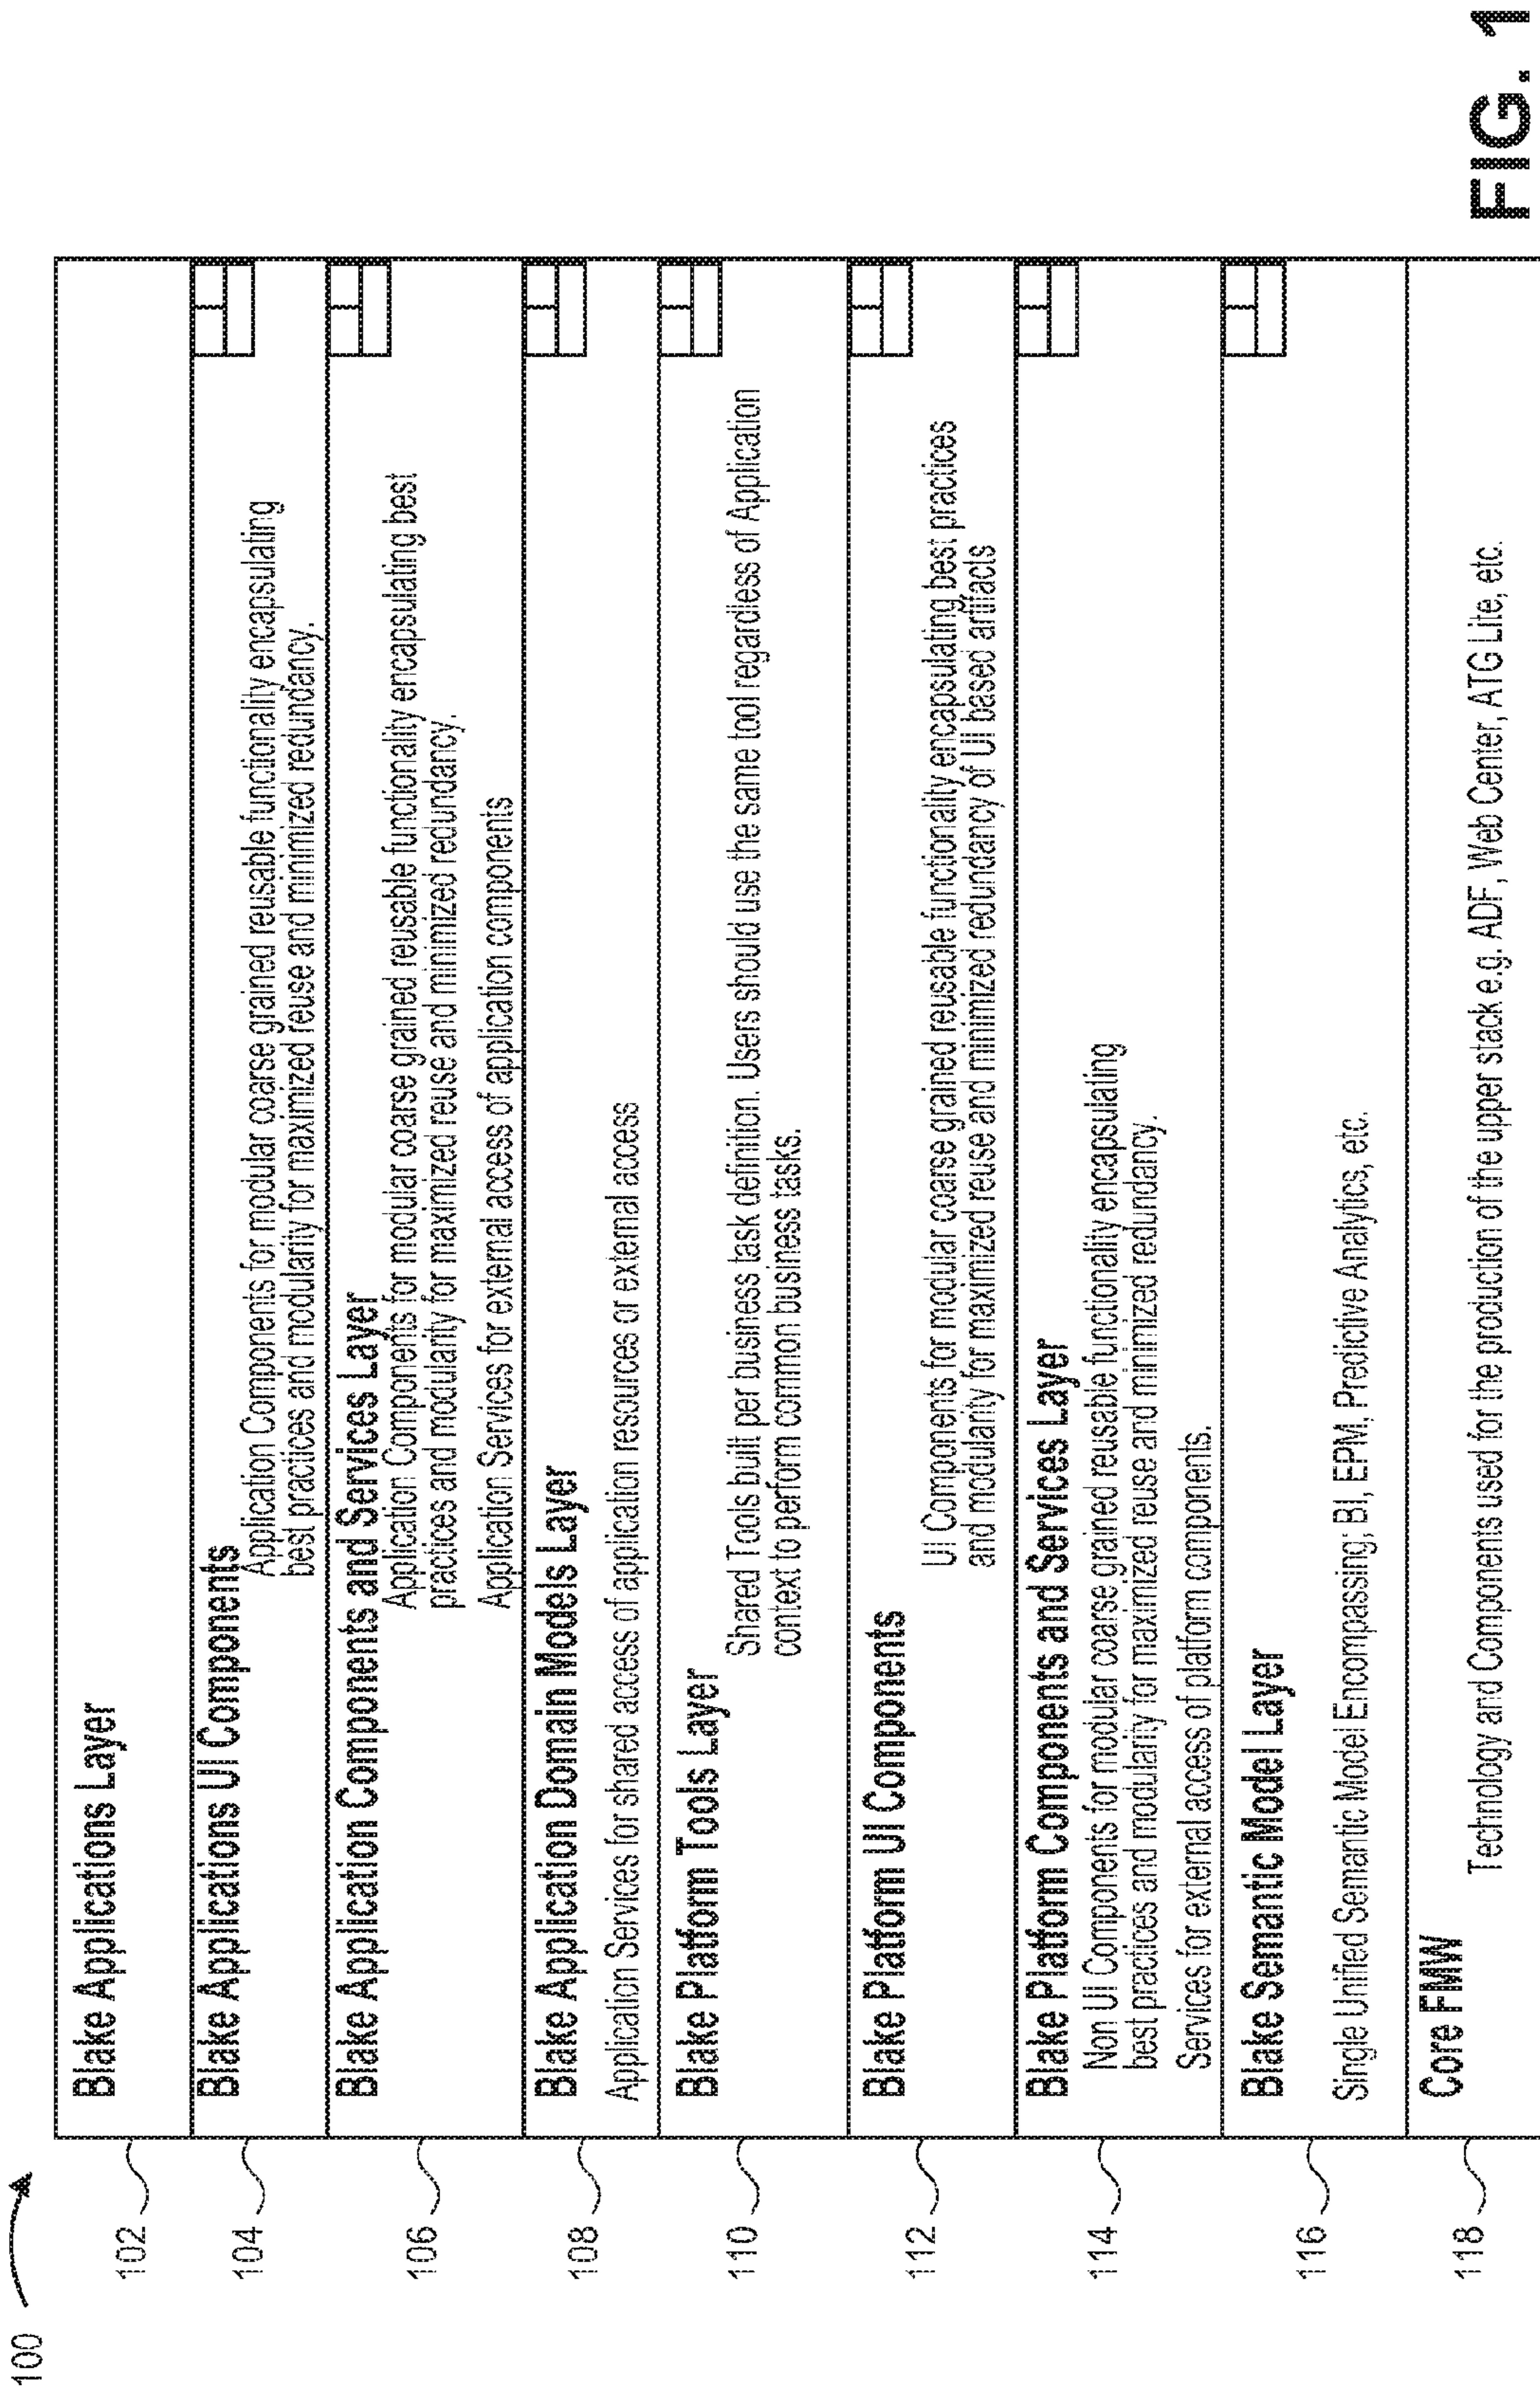 100
102
Blake Applications Layer
104
Blake Applications UI Components
Application Components for modular coarse grained reusable functionality encapsulating
best practices and modularity for maximized reuse and minimized redundancy.
106
Blake Application Components and Services Layer
Application Components for modular coarse grained reusable functionality encapsulating best
practices and modularity for maximized reuse and minimized redundancy.
Application Services for external access of application components
108
Blake Application Domain Models Layer
Application Services for shared access of application resources or external access
110
Blake Platform Tools Layer
Shared Tools built per business task definition. Users should use the same tool regardless of Application
context to perform common business tasks.
112
Blake Platform UI Components
UI Components for modular coarse grained reusable functionality encapsulating best practices
and modularity for maximized reuse and minimized redundancy of UI based artifacts
114
Blake Platform Components and Services Layer
Non UI Components for modular coarse grained reusable functionality encapsulating
best practices and modularity for maximized reuse and minimized redundancy.
Services for external access of platform components.
116
Blake Semantic Model Layer
Single Unified Semantic Model Encompassing; BI, EPM, Predictive Analytics, etc.
118
Core FMW
Technology and Components used for the production of the upper stack e.g. ADF, Web Center, ATG Lite, etc.
FIG. 1